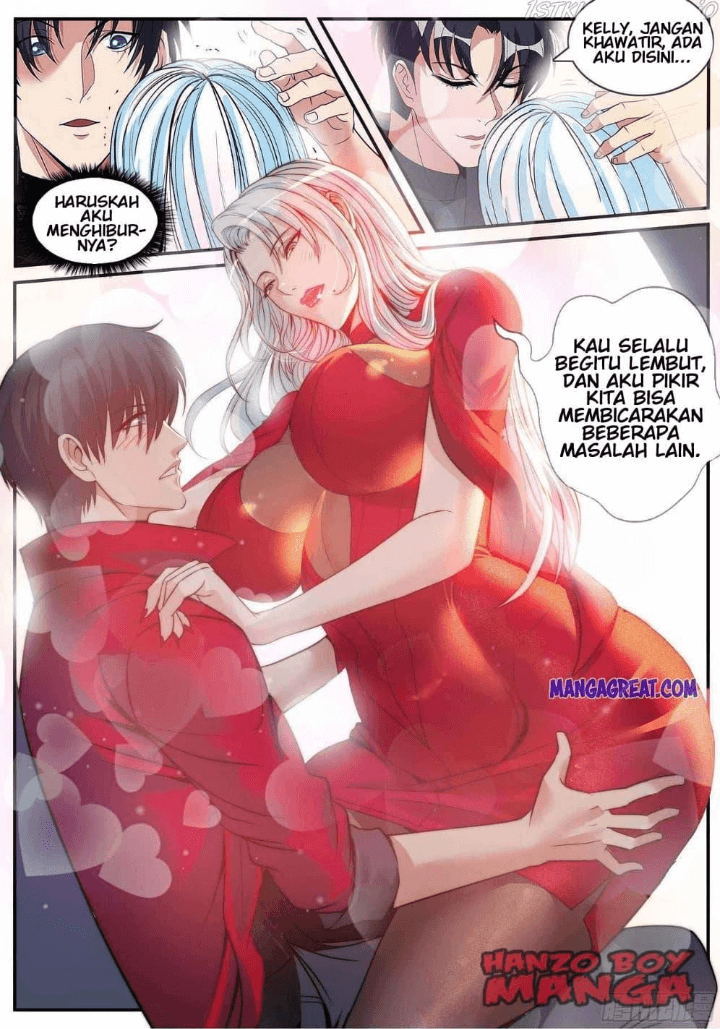 KELLY, JANGAN
KHAWATIR, ADA
AKU DISINI...
HARUSKAH
AKU
MENGHIBUR-
NYA?
KAU SELALU
BEGITU LEMBUT,
DAN AKU PIKIR
KITA BISA
MEMBICARAKAN
BEBERAPA
MASALAH LAIN.
MANGAGREAT.COM
HANZO BOY
MANGA